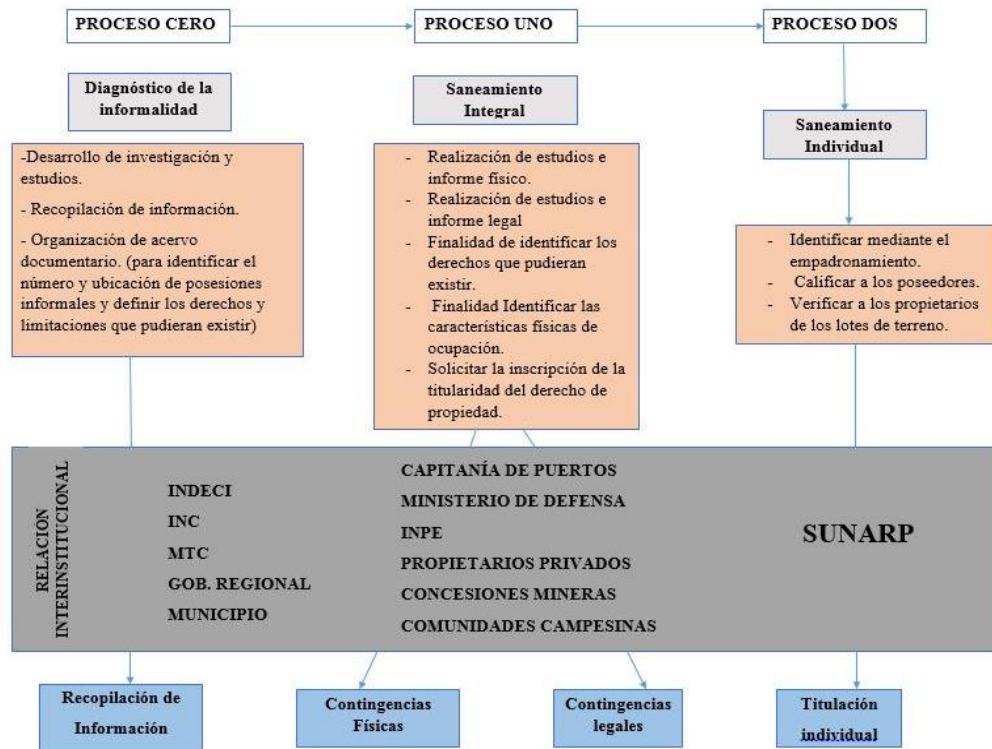 PROCESO CERO
PROCESO UNO
PROCESO DOS
Diagnóstico de la
informalidad
Saneamiento
Integral
Saneamiento
Individual
-Desarrollo de investigación y
estudios.
- Recopilación de información.
- Organización de acervo
documentario. (para identificar el
número y ubicación de posesiones
informales y definir los derechos y
limitaciones que pudieran existir)
- Realización de estudios e
informe físico.
- Realización de estudios e
informe legal
- Finalidad de identificar los
derechos que pudieran
existir.
- Finalidad Identificar las
características físicas de
ocupación.
- Solicitar la inscripción de la
titularidad del derecho de
propiedad.
- Identificar mediante el
empadronamiento.
- Calificar a los poseedores.
- Verificar a los propietarios
de los lotes de terreno.
RELACION
INTERINSTITUCIONAL
INDECI
INC
MTC
GOB. REGIONAL
MUNICIPIO
CAPITANÍA DE PUERTOS
MINISTERIO DE DEFENSA
INPE
PROPIETARIOS PRIVADOS
CONCESIONES MINERAS
COMUNIDADES CAMPESINAS
SUNARP
Recopilación de
Información
Contingencias
Físicas
Contingencias
legales
Titulación
individual